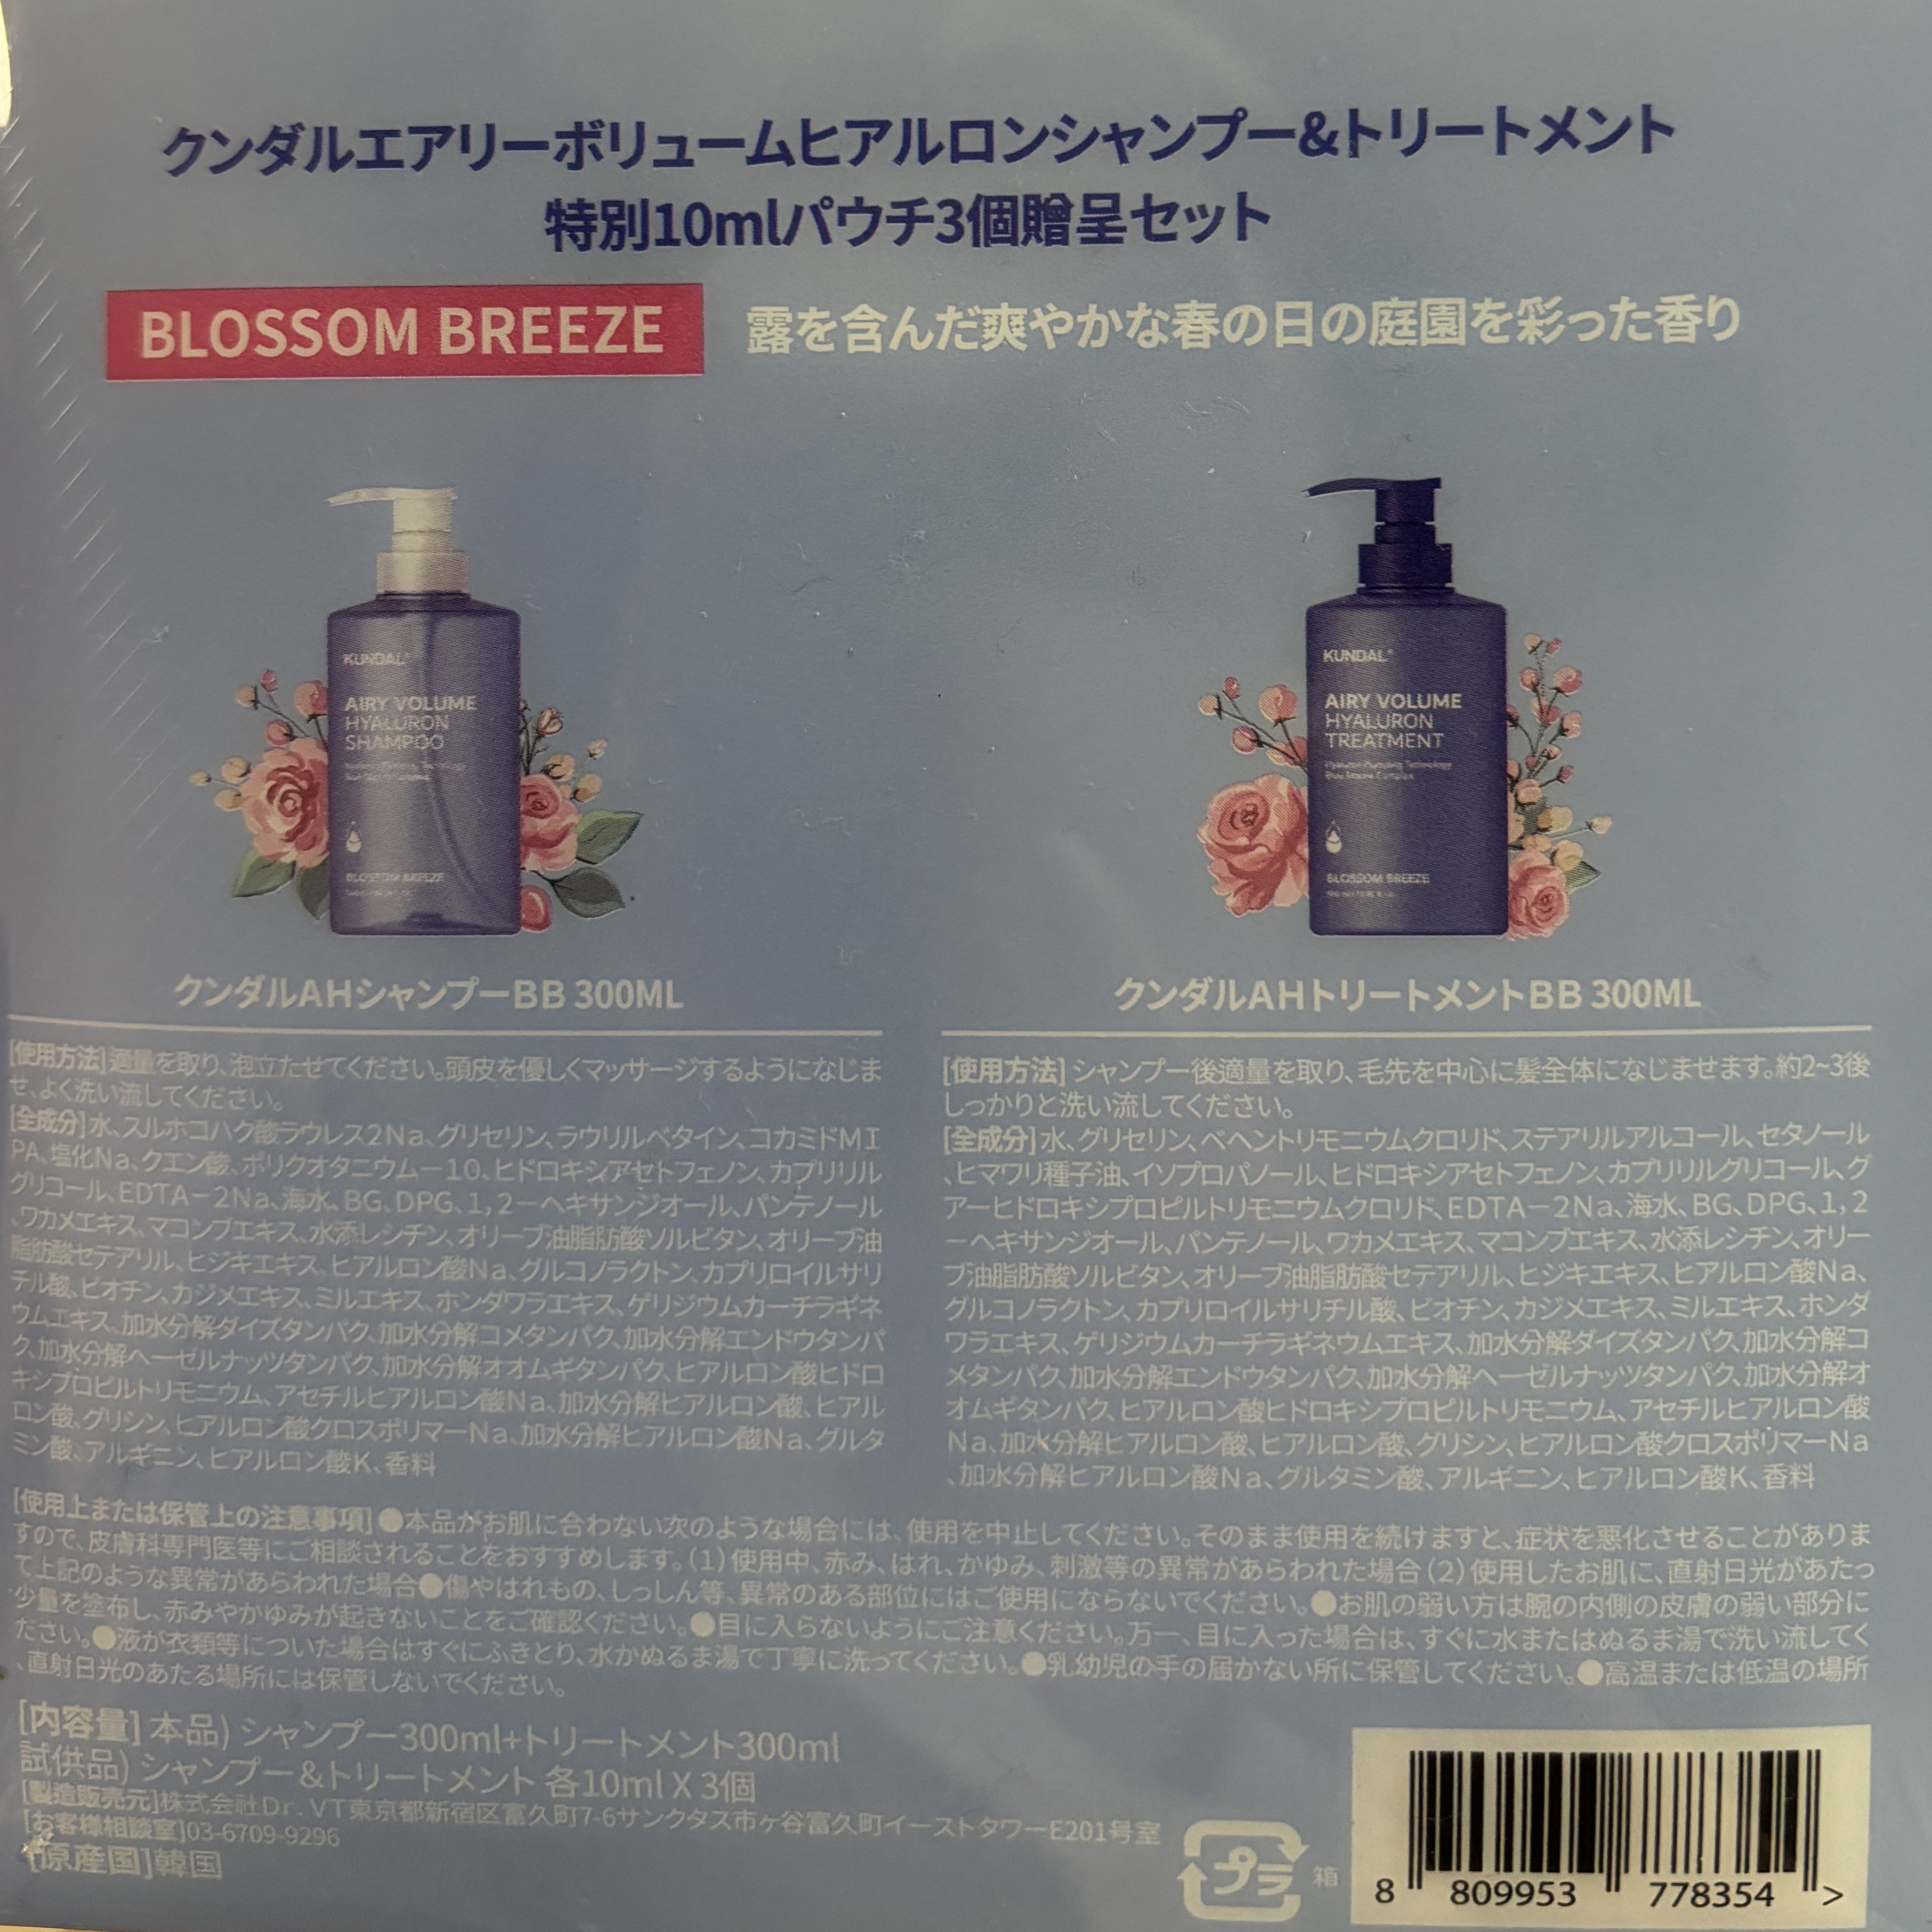 クンダルエアリーボリュームヒアルロンシャンプー&トリートメント
特別10mlパウチ3個贈呈セット
BLOSSOM BREEZE
露を含んだ爽やかな春の日の庭園を彩った香り
KUNDAL
AIRY VOLUME
HYALURON
SHAMPOO
BLOSSOM BREEZE
KUNDAL
AIRY VOLUME
HYALURON
TREATMENT
Hyaluron Plumping Technology
BLOSSOM BREEZE
クンダルAHシャンプーBB 300ML
[使用方法]適量を取り、泡立たせてください。頭皮を優しくマッサージするようになじま
せ、よく洗い流してください。
[全成分]水、スルホコハク酸ラウレス2Na、グリセリン、ラウリルベタイン、コカミドMI
PA、塩化Na、クエン酸、ポリクオタニウムー10、ヒドロキシアセトフェノン、カプリリル
グリコール、EDTAー2Na、海水、BG、DPG、1,2ーヘキサンジオール、パンテノール
、ワカメエキス、マコンブエキス、水添レシチン、オリーブ油脂肪酸ソルビタン、オリーブ油
脂肪酸セテアリル、ヒジキエキス、ヒアルロン酸Na、グルコノラクトン、カプリロイルサリ
チル酸、ビオチン、カジメエキス、ミルエキス、ホンダワラエキス、ゲリジウムカーチラギネ
ウムエキス、加水分解ダイズタンパク、加水分解コメタンパク、加水分解エンドウタンパ
ク、加水分解ヘーゼルナッツタンパク、加水分解オオムギタンパク、ヒアルロン酸ヒドロ
キシプロピルトリモニウム、アセチルヒアルロン酸Na、加水分解ヒアルロン酸、ヒアル
ロン酸、グリシン、ヒアルロン酸クロスポリマーNa、加水分解ヒアルロン酸Na、グルタ
ミン酸、アルギニン、ヒアルロン酸K、香料
クンダルAHトリートメントBB 300ML
[使用方法]シャンプー後適量を取り、毛先を中心に髪全体になじませます。約2~3後
しっかりと洗い流してください。
[全成分]水、グリセリン、ベヘントリモニウムクロリド、ステアリルアルコール、セタノール
、ヒマワリ種子油、イソプロパノール、ヒドロキシアセトフェノン、カプリリルグリコール、グ
アーヒドロキシプロピルトリモニウムクロリド、EDTAー2Na、海水、BG、DPG、1,2
ーヘキサンジオール、パンテノール、ワカメエキス、マコンブエキス、水添レシチン、オリー
ブ油脂肪酸ソルビタン、オリーブ油脂肪酸セテアリル、ヒジキエキス、ヒアルロン酸Na、
グルコノラクトン、カプリロイルサリチル酸、ビオチン、カジメエキス、ミルエキス、ホンダ
ワラエキス、ゲリジウムカーチラギネウムエキス、加水分解ダイズタンパク、加水分解コ
メタンパク、加水分解エンドウタンパク、加水分解ヘーゼルナッツタンパク、加水分解オ
オムギタンパク、ヒアルロン酸ヒドロキシプロピルトリモニウム、アセチルヒアルロン酸
Na、加水分解ヒアルロン酸、ヒアルロン酸、グリシン、ヒアルロン酸クロスポリマーNa
、加水分解ヒアルロン酸Na、グルタミン酸、アルギニン、ヒアルロン酸K、香料
[使用上または保管上の注意事項]●本品がお肌に合わない次のような場合には、使用を中止してください。そのまま使用を続けますと、症状を悪化させることがありま
すので、皮膚科専門医等にご相談されることをおすすめします。(1)使用中、赤み、はれ、かゆみ、刺激等の異常があらわれた場合(2)使用したお肌に、直射日光があたっ
て上記のような異常があらわれた場合●傷やはれもの、しっしん等、異常のある部位にはご使用にならないでください。●お肌の弱い方は腕の内側の皮膚の弱い部分に
少量を塗布し、赤みやかゆみが起きないことをご確認ください。●目に入らないようにご注意ください。万一、目に入った場合は、すぐに水またはぬるま湯で洗い流してく
ださい。●液が衣類等についた場合はすぐにふきとり、水かぬるま湯で丁寧に洗ってください。●乳幼児の手の届かない所に保管してください。●高温または低温の場所
、直射日光のあたる場所には保管しないでください。
[内容量] 本品) シャンプー300ml+トリートメント300ml
試供品) シャンプー&トリートメント 各10ml X 3個
[製造販売元]株式会社Dr. VT東京都新宿区富久町7-6サンクタス市ヶ谷富久町イーストタワーE201号室
[お客様相談室]03-6709-9296
[原産国]韓国
プラ
箱
8 809953 778354 >